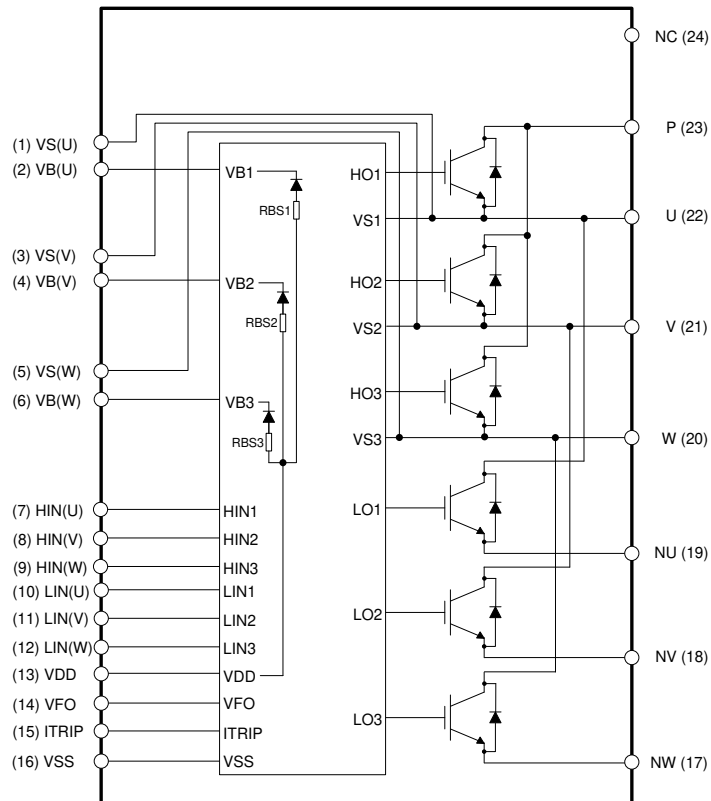 NC (24)
(1) VS(U)
(2) VB(U)
(3) VS(V)
(4) VB(V)
(5) VS(W)
(6) VB(W)
(7) HIN(U)
(8) HIN(V)
(9) HIN(W)
(10) LIN(U)
(11) LIN(V)
(12) LIN(W)
(13) VDD
(14) VFO
(15) ITRIP
(16) VSS
VB1
RBS1
VB2
RBS2
VB3
RBS3
HIN1
HIN2
HIN3
LIN1
LIN2
LIN3
VDD
VFO
ITRIP
VSS
HO1
VS1
HO2
VS2
HO3
VS3
LO1
LO2
LO3
P (23)
U (22)
V (21)
W (20)
NU (19)
NV (18)
NW (17)